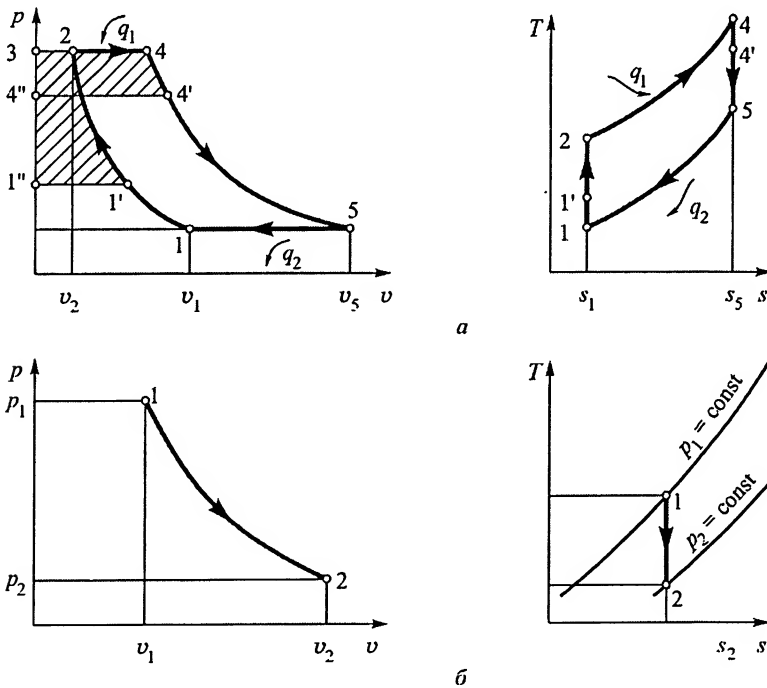 p
3
2
q₁
4
4"
4'
1"
1'
1
5
q₂
v₂
v₁
v₅
v
T
4
4'
q₁
5
2
1'
q₂
1
s₁
s₅
s
а
p
p₁
1
p₂
2
v₁
v₂
v
T
p₁ = const
1
p₂ = const
2
s₂
s
б